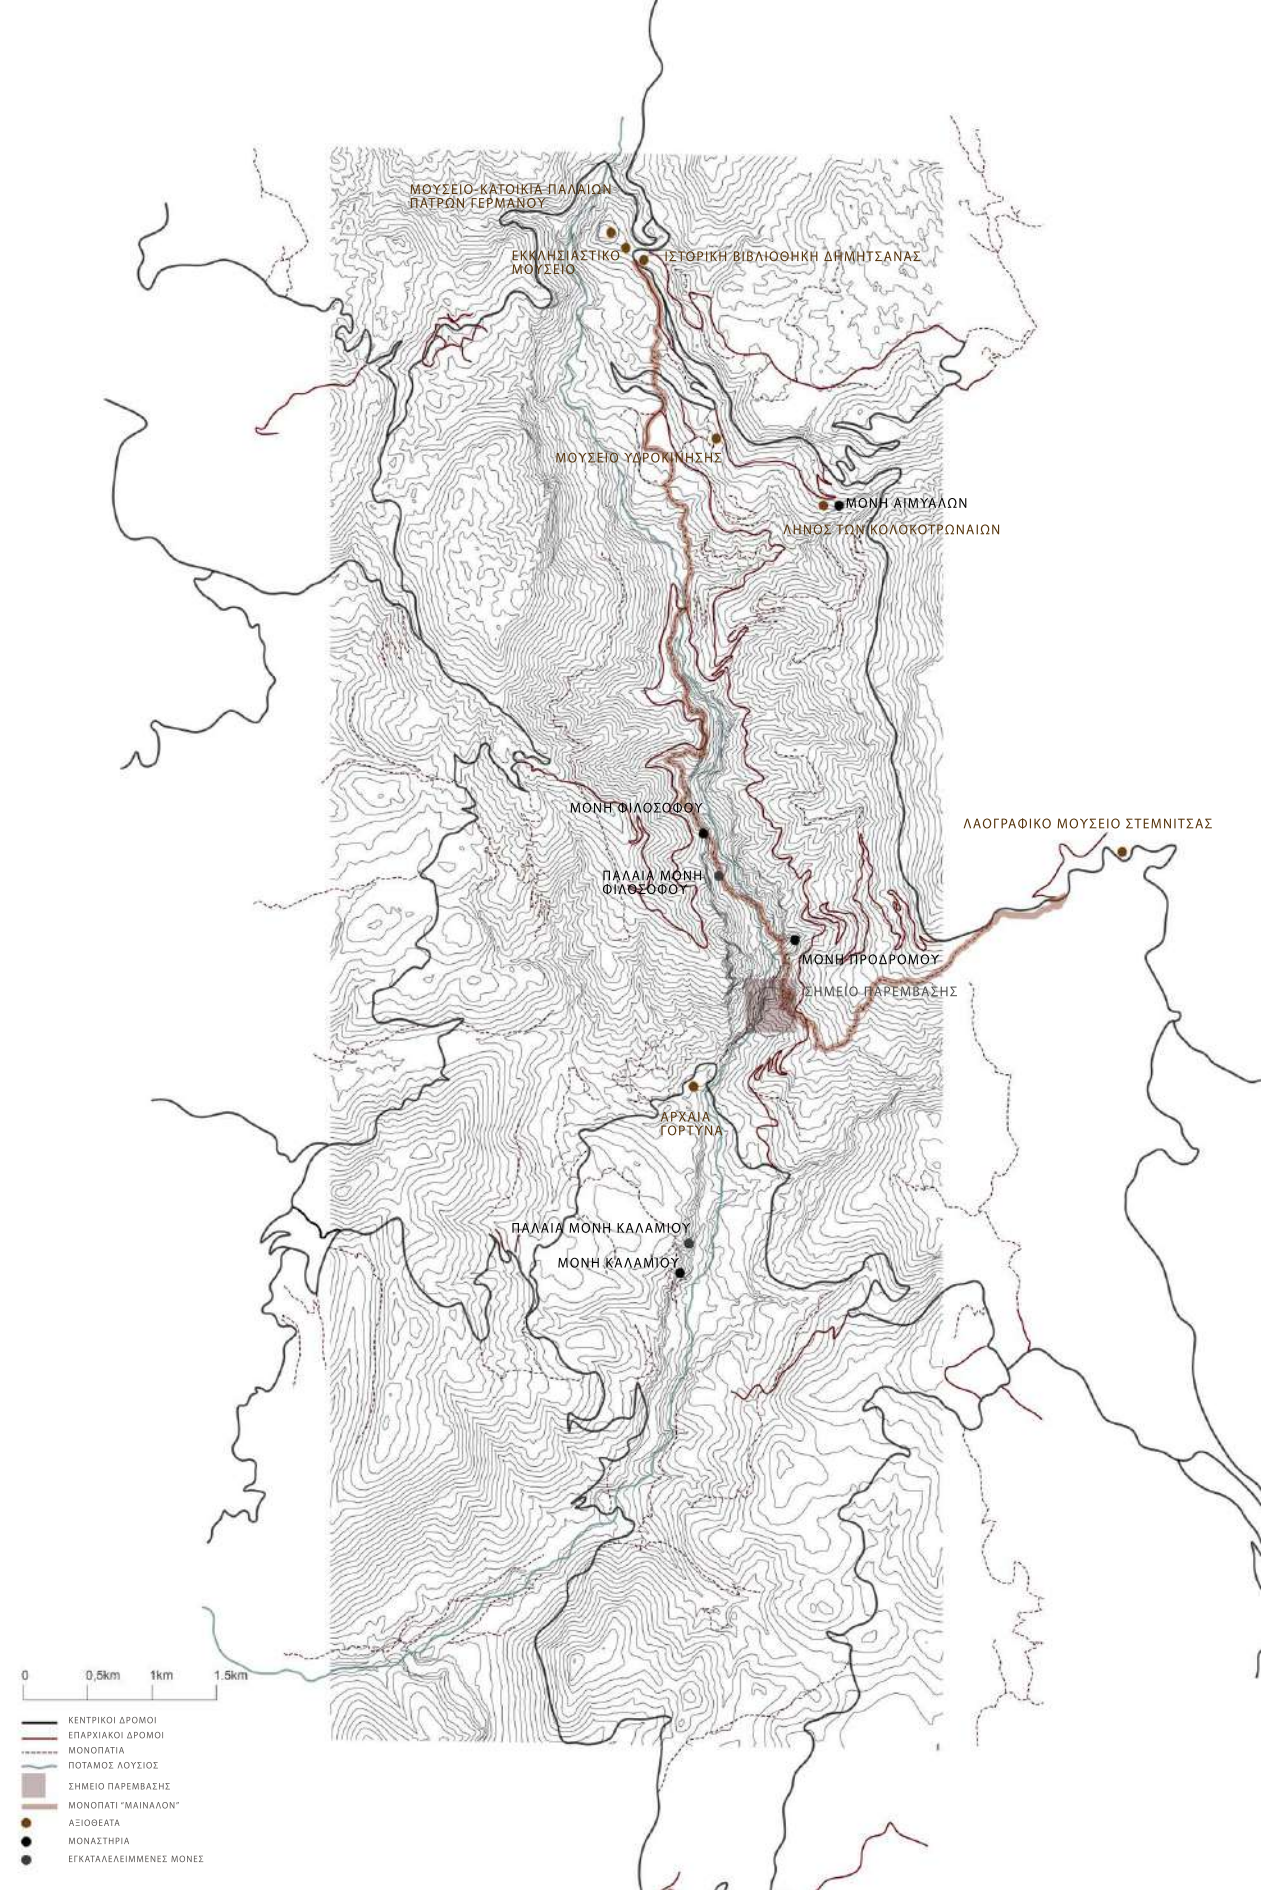 ΜΟΥΣΕΙΟ-ΚΑΤΟΙΚΙΑ ΠΑΛΑΙΩΝ
ΠΑΤΡΩΝ ΓΕΡΜΑΝΟΥ
ΕΚΚΛΗΣΙΑΣΤΙΚΟ
ΜΟΥΣΕΙΟ
ΙΣΤΟΡΙΚΗ ΒΙΒΛΙΟΘΗΚΗ ΔΗΜΗΤΣΑΝΑΣ
ΜΟΥΣΕΙΟ ΥΔΡΟΚΙΝΗΣΗΣ
ΜΟΝΗ ΑΙΜΥΑΛΩΝ
ΛΗΝΟΣ ΤΩΝ ΚΟΛΟΚΟΤΡΩΝΑΙΩΝ
ΜΟΝΗ ΦΙΛΟΣΟΦΟΥ
ΛΑΟΓΡΑΦΙΚΟ ΜΟΥΣΕΙΟ ΣΤΕΜΝΙΤΣΑΣ
ΠΑΛΑΙΑ ΜΟΝΗ
ΦΙΛΟΣΟΦΟΥ
ΜΟΝΗ ΠΡΟΔΡΟΜΟΥ
ΣΗΜΕΙΟ ΠΑΡΕΜΒΑΣΗΣ
ΑΡΧΑΙΑ
ΓΟΡΤΥΝΑ
ΠΑΛΑΙΑ ΜΟΝΗ ΚΑΛΑΜΙΟΥ
ΜΟΝΗ ΚΑΛΑΜΙΟΥ
0 0,5km 1km 1.5km
ΚΕΝΤΡΙΚΟΙ ΔΡΟΜΟΙ
ΕΠΑΡΧΙΑΚΟΙ ΔΡΟΜΟΙ
ΜΟΝΟΠΑΤΙΑ
ΠΟΤΑΜΟΣ ΛΟΥΣΙΟΣ
ΣΗΜΕΙΟ ΠΑΡΕΜΒΑΣΗΣ
ΜΟΝΟΠΑΤΙ "ΜΑΙΝΑΛΟΝ"
ΑΞΙΟΘΕΑΤΑ
ΜΟΝΑΣΤΗΡΙΑ
ΕΓΚΑΤΑΛΕΛΕΙΜΜΕΝΕΣ ΜΟΝΕΣ